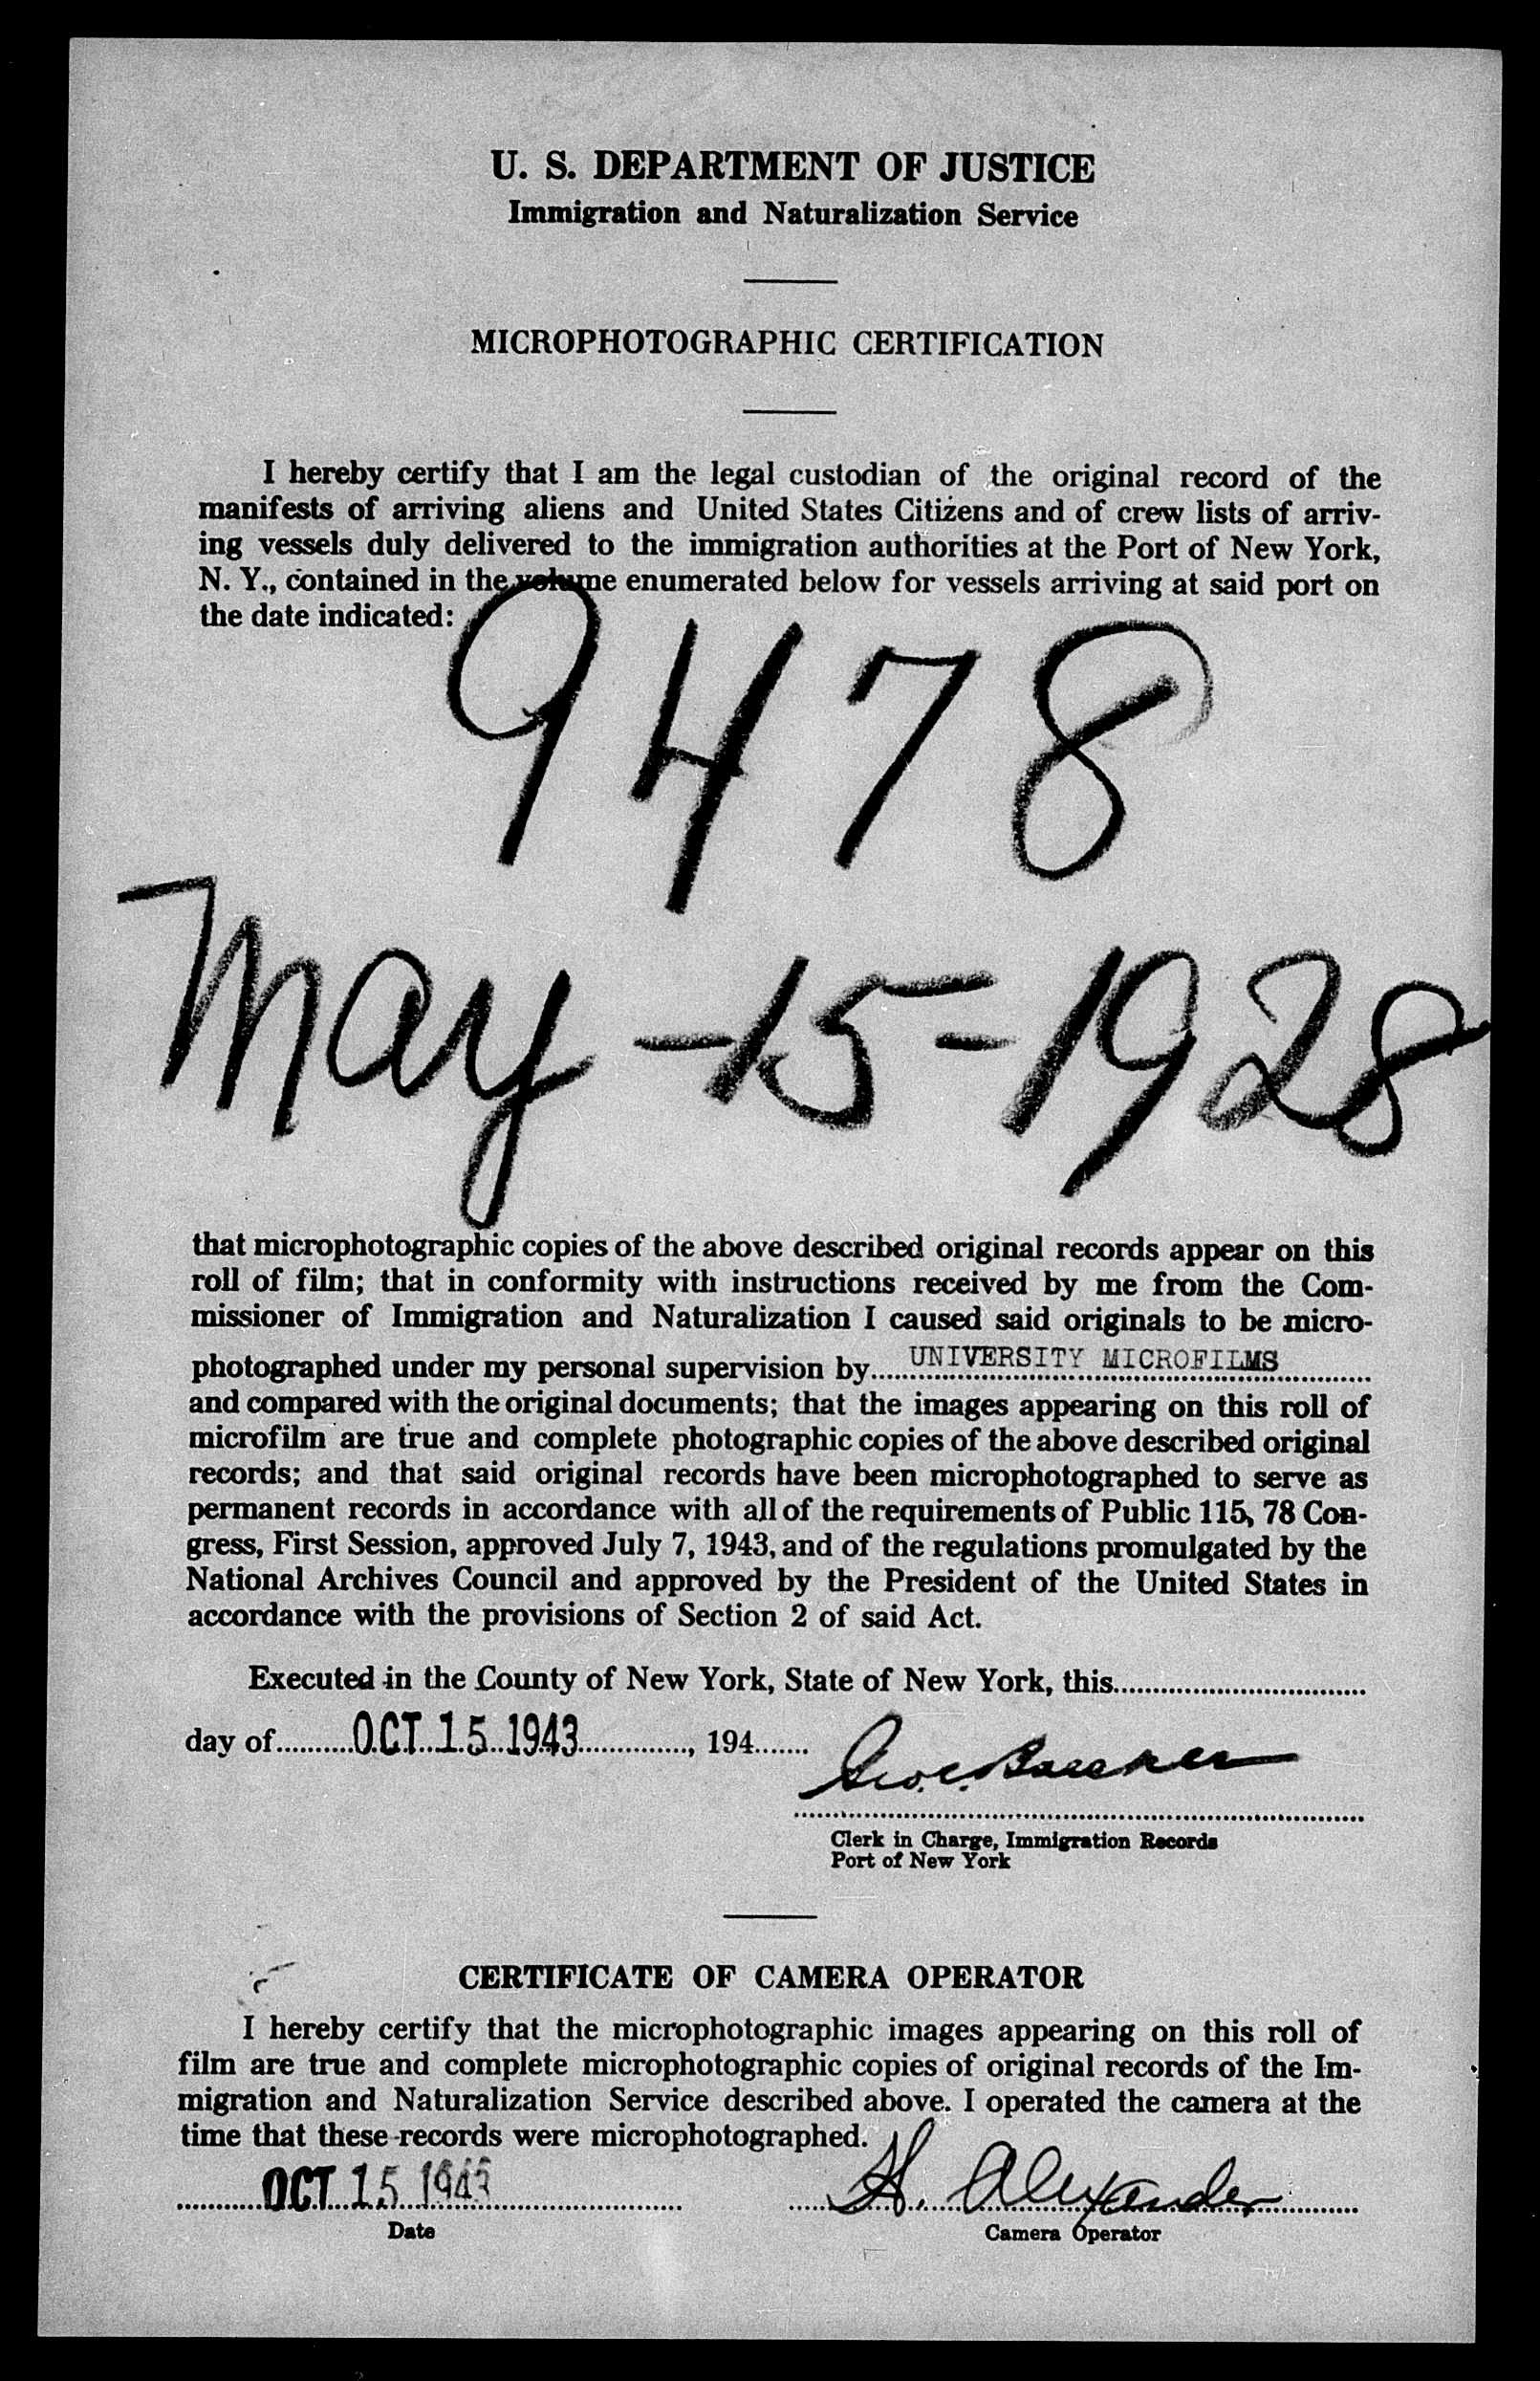 U. S. DEPARTMENT OF JUSTICE
Immigration and Naturalization Service
MICROPHOTOGRAPHIC CERTIFICATION
I hereby certify that I am the legal custodian of the original record of the
manifests of arriving aliens and United States Citizens and of crew lists of arriv-
ing vessels duly delivered to the immigration authorities at the Port of New York,
N. Y., contained in the volume enumerated below for vessels arriving at said port on
the date indicated:
9478
May-15-1928
that microphotographic copies of the above described original records appear on this
roll of film; that in conformity with instructions received by me from the Com-
missioner of Immigration and Naturalization I caused said originals to be micro-
photographed under my personal supervision by UNIVERSITY MICROFILMS
and compared with the original documents; that the images appearing on this roll of
microfilm are true and complete photographic copies of the above described original
records; and that said original records have been microphotographed to serve as
permanent records in accordance with all of the requirements of Public 115, 78 Con-
gress, First Session, approved July 7, 1943, and of the regulations promulgated by the
National Archives Council and approved by the President of the United States in
accordance with the provisions of Section 2 of said Act.
Executed in the County of New York, State of New York, this
day of OCT 15 1943, 194
Clerk in Charge, Immigration Records
Port of New York
CERTIFICATE OF CAMERA OPERATOR
I hereby certify that the microphotographic images appearing on this roll of
film are true and complete microphotographic copies of original records of the Im-
migration and Naturalization Service described above. I operated the camera at the
time that these records were microphotographed.
OCT 15 1943 H. Alexander
Date Camera Operator